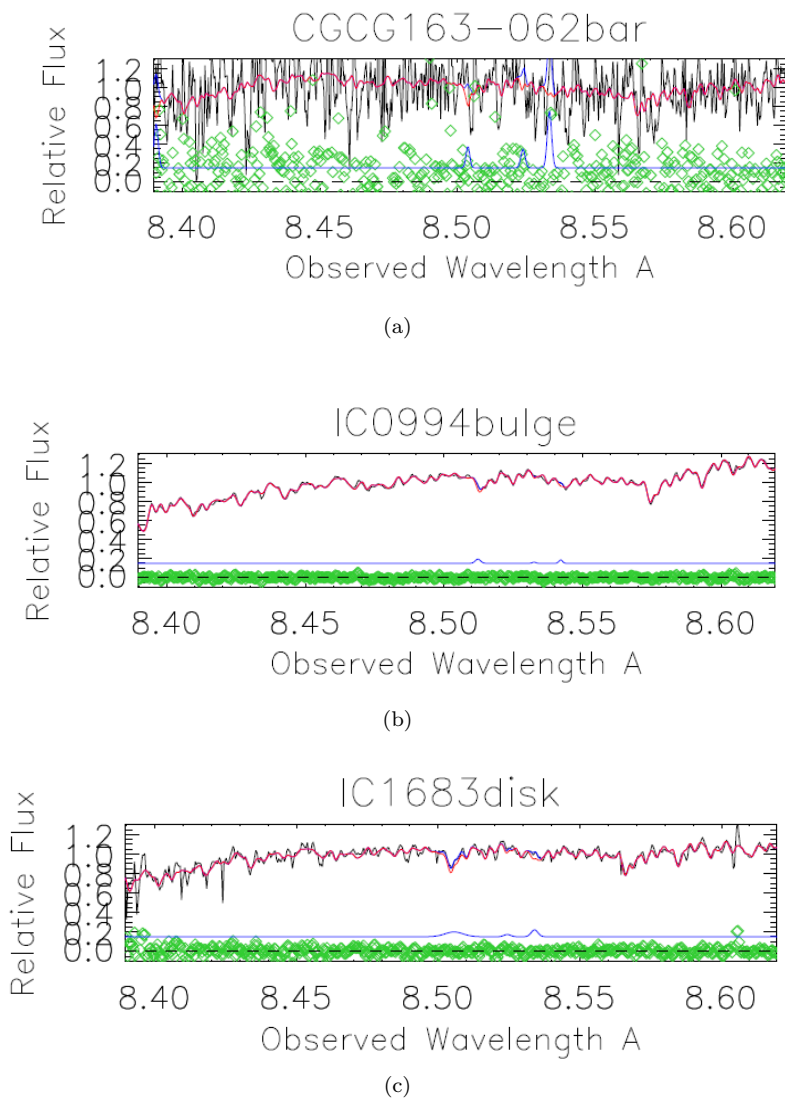 CGCG163-062bar
Relative Flux
1.2
1.0
0.8
0.6
0.4
0.2
0.0
8.40 8.45 8.50 8.55 8.60
Observed Wavelength A
(a)
IC0994bulge
Relative Flux
1.2
1.0
0.8
0.6
0.4
0.2
0.0
8.40 8.45 8.50 8.55 8.60
Observed Wavelength A
(b)
IC1683disk
Relative Flux
1.2
1.0
0.8
0.6
0.4
0.2
0.0
8.40 8.45 8.50 8.55 8.60
Observed Wavelength A
(c)